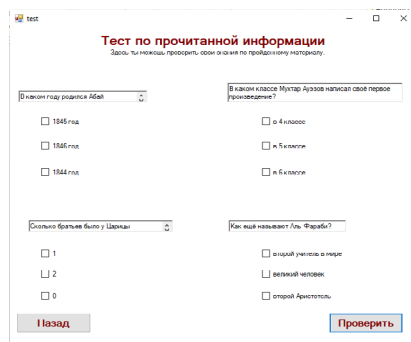 test
Тест по прочитанной информации
Здесь ты можешь проверить свои знания по пройденному материалу.
В каком году родился Абай
1845 год
1846 год
1844 год
В каком классе Мухтар Ауэзов написал своё первое
произведение?
в 4 классе
в 5 классе
в 6 классе
Сколько братьев было у Царицы
1
2
0
Как ещё называют Аль Фараби?
второй учитель в мире
великий человек
второй Аристотель
Назад
Проверить